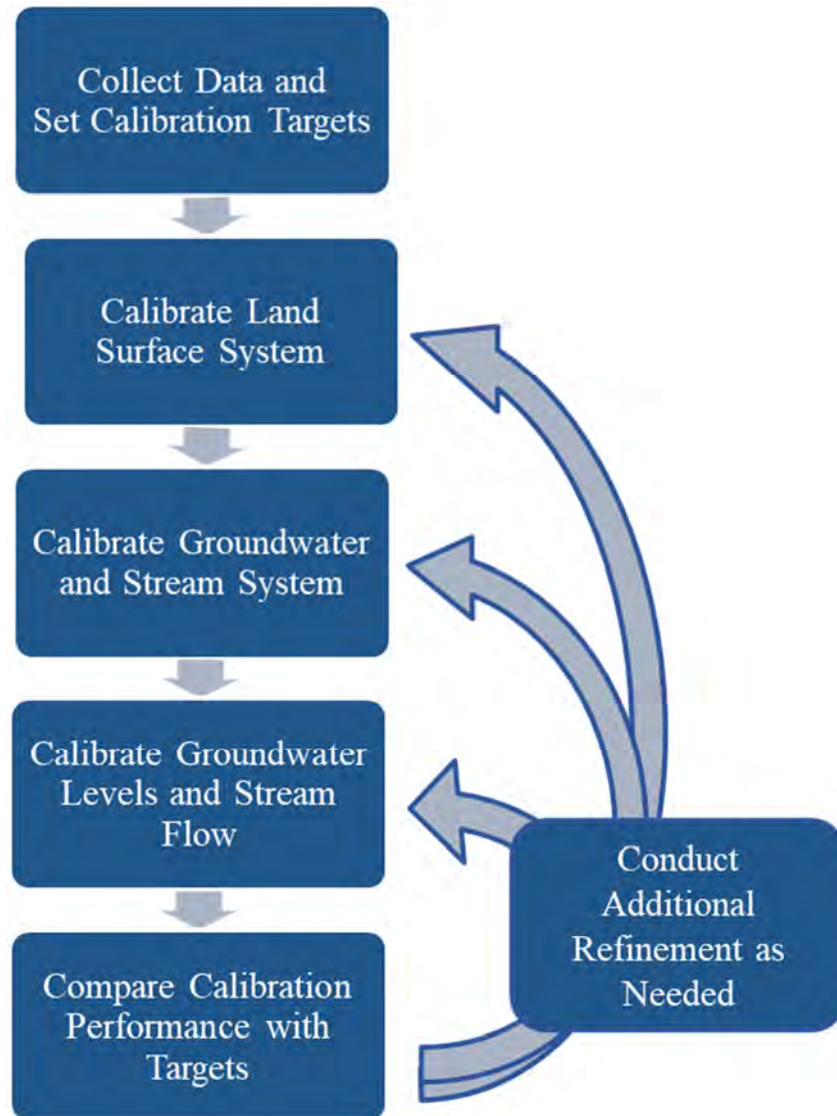 Collect Data and
Set Calibration Targets
Calibrate Land
Surface System
Calibrate Groundwater
and Stream System
Calibrate Groundwater
Levels and Stream
Flow
Compare Calibration
Performance with
Targets
Conduct
Additional
Refinement as
Needed